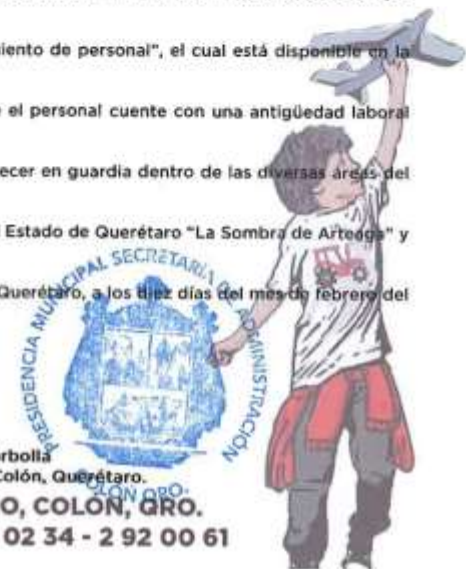 iento de personal", el cual está disponible en la
el personal cuente con una antigüedad laboral
ecer en guardia dentro de las diversas áreas del
Estado de Querétaro "La Sombra de Arteaga" y
Querétaro, a los diez días del mes de febrero del
PRESIDENCIA MUNICIPAL SECRETARÍA DE ADMINISTRACIÓN
COLÓN QRO.
rbolla
Colón, Querétaro.
O, COLÓN, QRO.
02 34 - 2 92 00 61